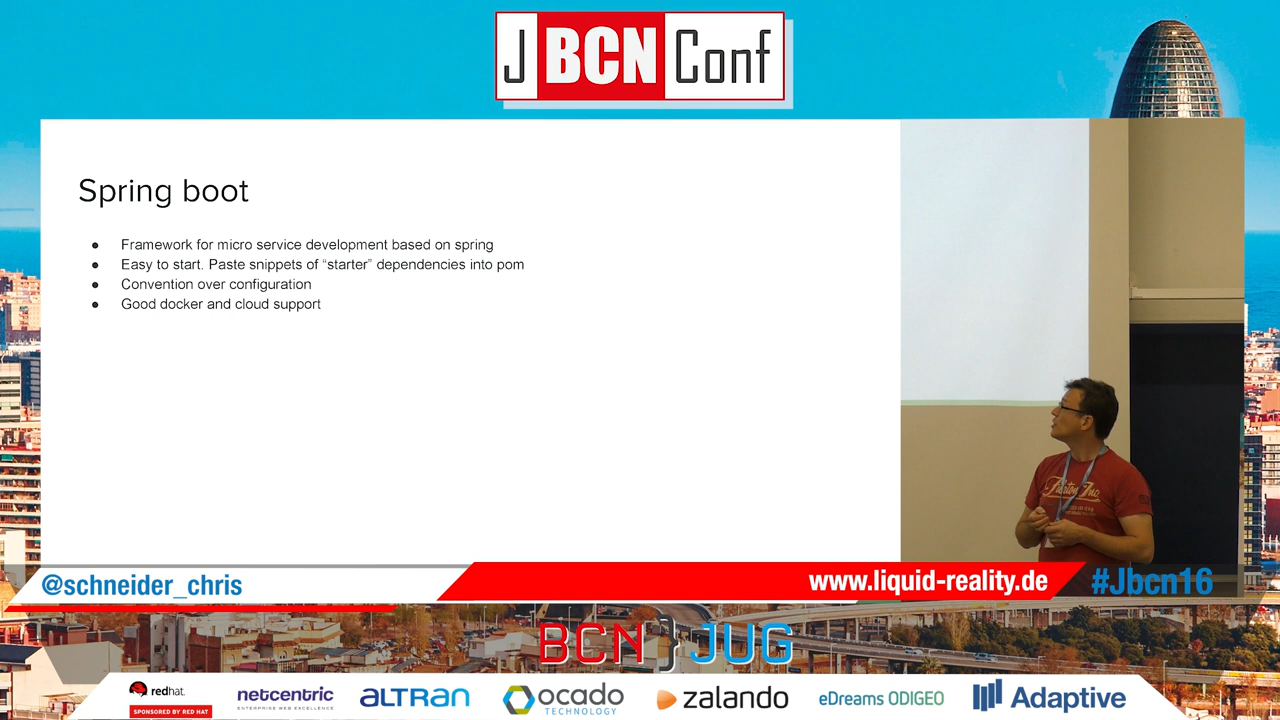 J BCN Conf
Spring boot
● Framework for micro service development based on spring
● Easy to start. Paste snippets of “starter” dependencies into pom
● Convention over configuration
● Good docker and cloud support
@schneider_chris
www.liquid-reality.de
#Jbcn16
BCN } JUG
redhat.
SPONSORED BY RED HAT
netcentric
ENTERPRISE WEB EXCELLENCE
ALTRAN
ocado
TECHNOLOGY
zalando
eDreams ODIGEO
Adaptive